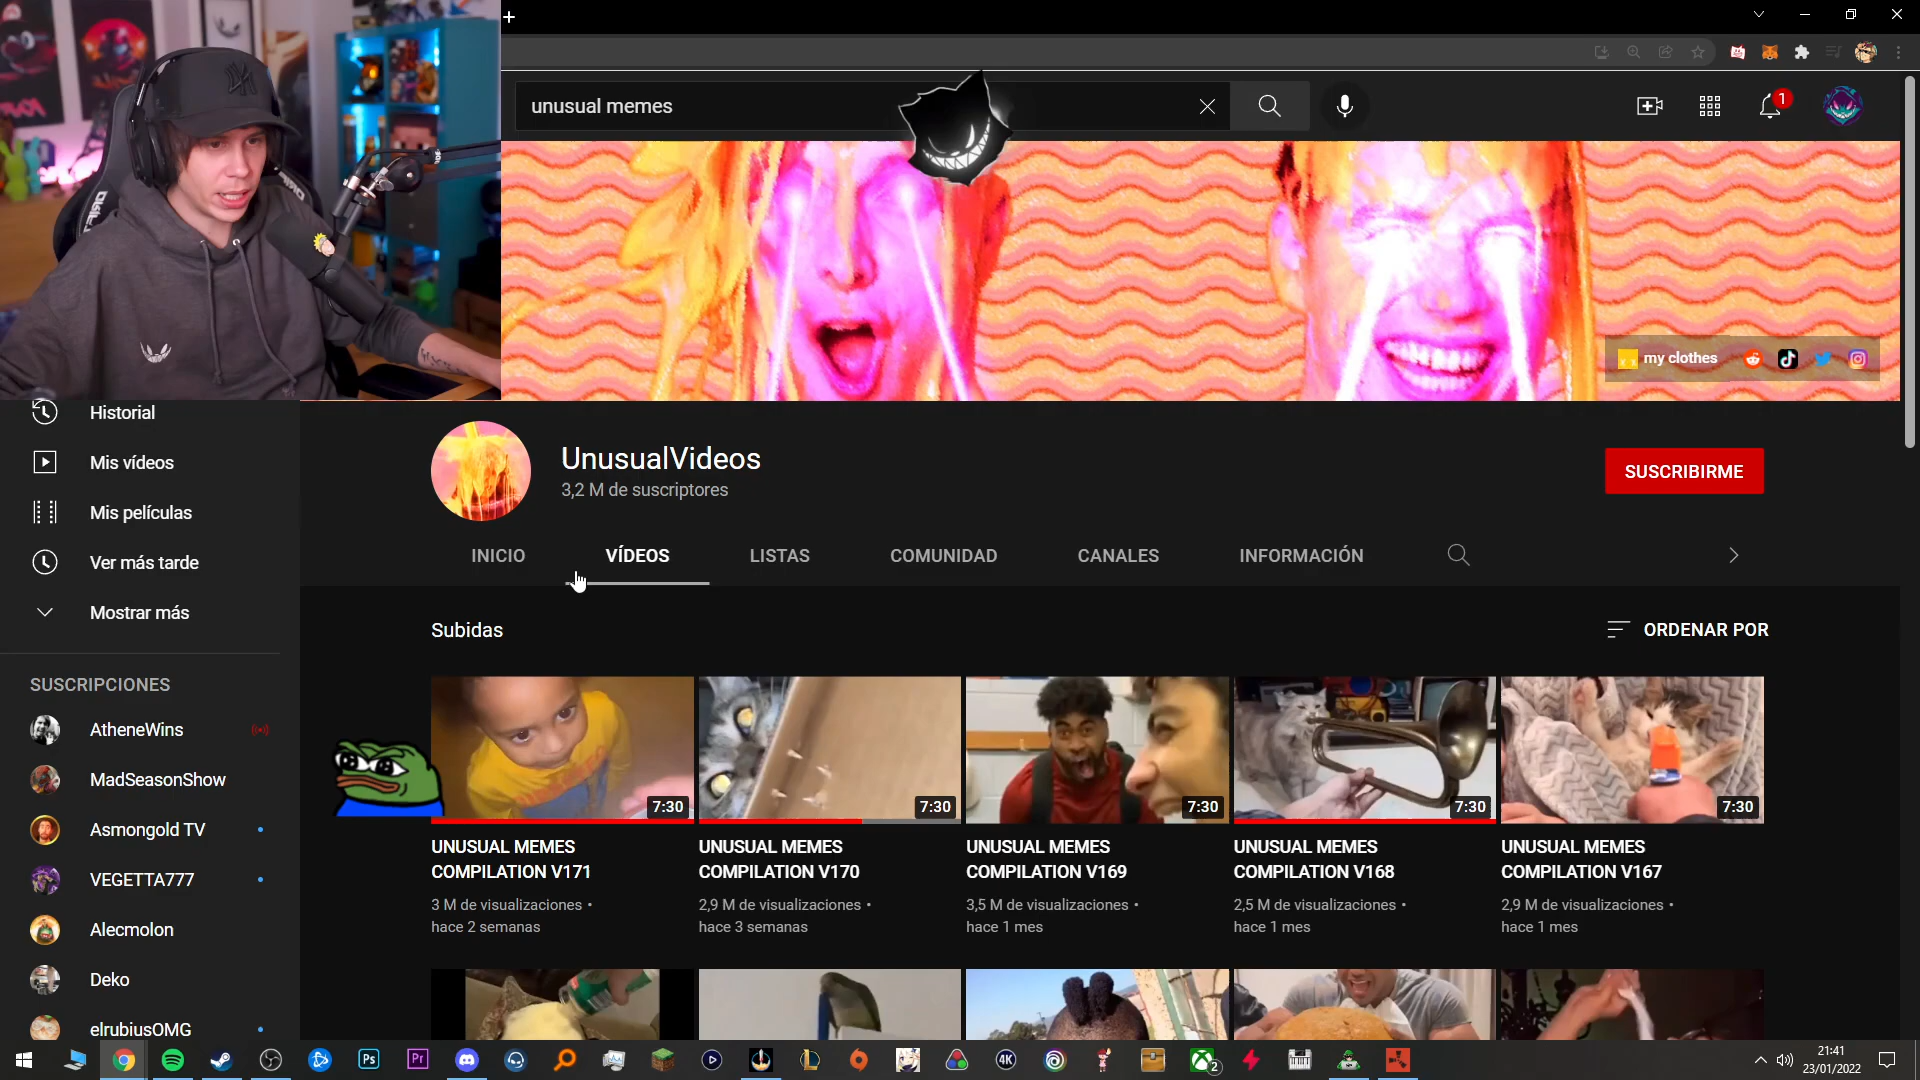 unusual memes
1
my clothes
Historial
Mis vídeos
Mis películas
Ver más tarde
Mostrar más
SUSCRIPCIONES
AtheneWins
MadSeasonShow
Asmongold TV
VEGETTA777
Alecmolon
Deko
elrubiusOMG
UnusualVideos
3,2 M de suscriptores
SUSCRIBIRME
INICIO VÍDEOS LISTAS COMUNIDAD CANALES INFORMACIÓN
Subidas
ORDENAR POR
7:30 7:30 7:30 7:30 7:30
UNUSUAL MEMES
COMPILATION V171
3 M de visualizaciones •
hace 2 semanas
UNUSUAL MEMES
COMPILATION V170
2,9 M de visualizaciones •
hace 3 semanas
UNUSUAL MEMES
COMPILATION V169
3,5 M de visualizaciones •
hace 1 mes
UNUSUAL MEMES
COMPILATION V168
2,5 M de visualizaciones •
hace 1 mes
UNUSUAL MEMES
COMPILATION V167
2,9 M de visualizaciones •
hace 1 mes
Ps
Pr
4K
2
21:41
23/01/2022